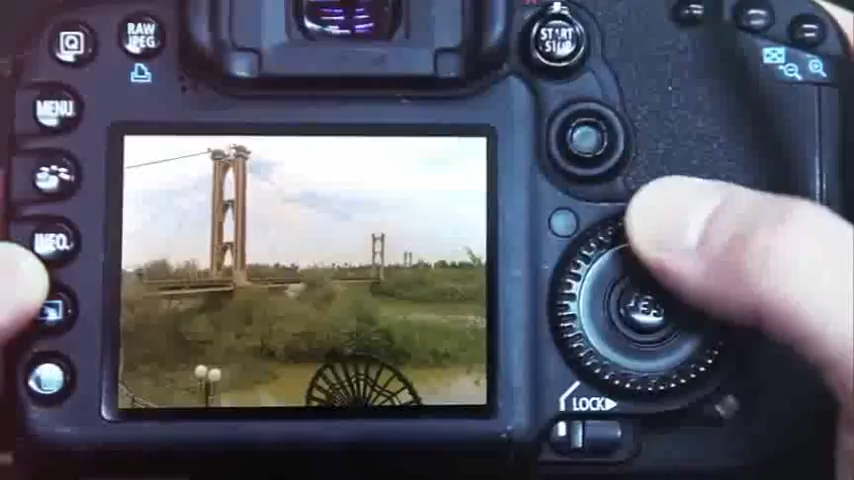 Q
RAW
JPEG
START
STOP
MENU
INFO.
SET
LOCK